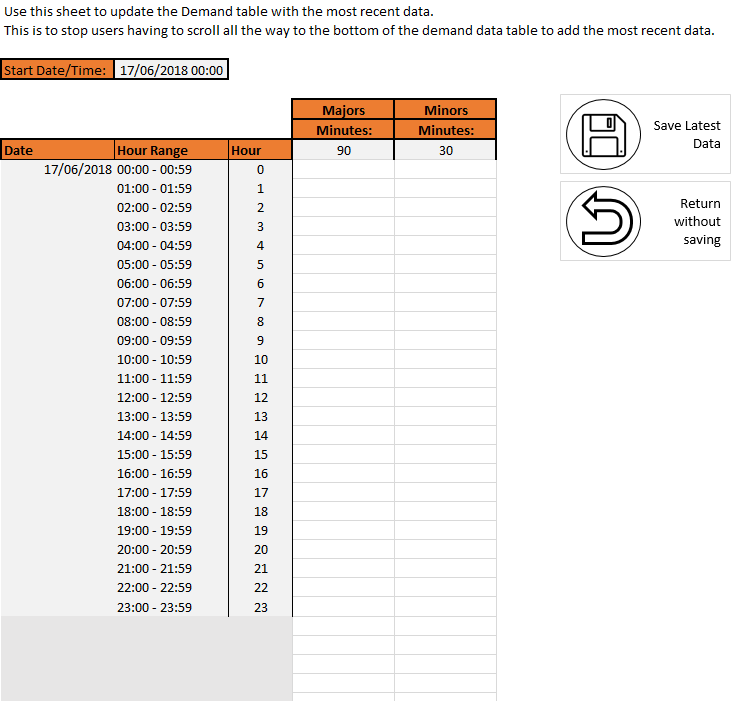 Use this sheet to update the Demand table with the most recent data.
This is to stop users having to scroll all the way to the bottom of the demand data table to add the most recent data.
Start Date/Time: 17/06/2018 00:00
Majors Minors
Minutes: Minutes:
Date Hour Range Hour 90 30
17/06/2018 00:00 - 00:59 0
01:00 - 01:59 1
02:00 - 02:59 2
03:00 - 03:59 3
04:00 - 04:59 4
05:00 - 05:59 5
06:00 - 06:59 6
07:00 - 07:59 7
08:00 - 08:59 8
09:00 - 09:59 9
10:00 - 10:59 10
11:00 - 11:59 11
12:00 - 12:59 12
13:00 - 13:59 13
14:00 - 14:59 14
15:00 - 15:59 15
16:00 - 16:59 16
17:00 - 17:59 17
18:00 - 18:59 18
19:00 - 19:59 19
20:00 - 20:59 20
21:00 - 21:59 21
22:00 - 22:59 22
23:00 - 23:59 23
Save Latest
Data
Return
without
saving